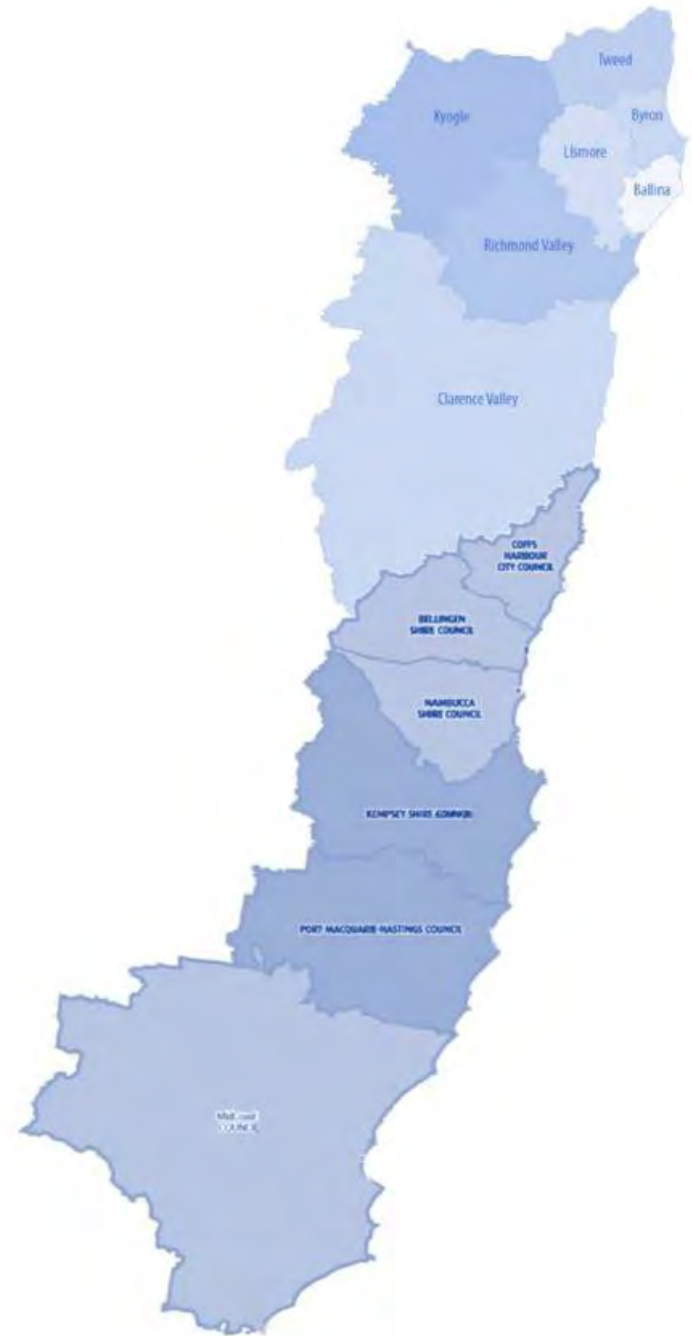 Tweed
Kyogle
Byron
Lismore
Ballina
Richmond Valley
Clarence Valley
COFFS
HARBOUR
CITY COUNCIL
BELLINGEN
SHIRE COUNCIL
NAMBUCCA
SHIRE COUNCIL
KEMPSEY SHIRE COUNCIL
PORT MACQUARIE-HASTINGS COUNCIL
COUNCIL